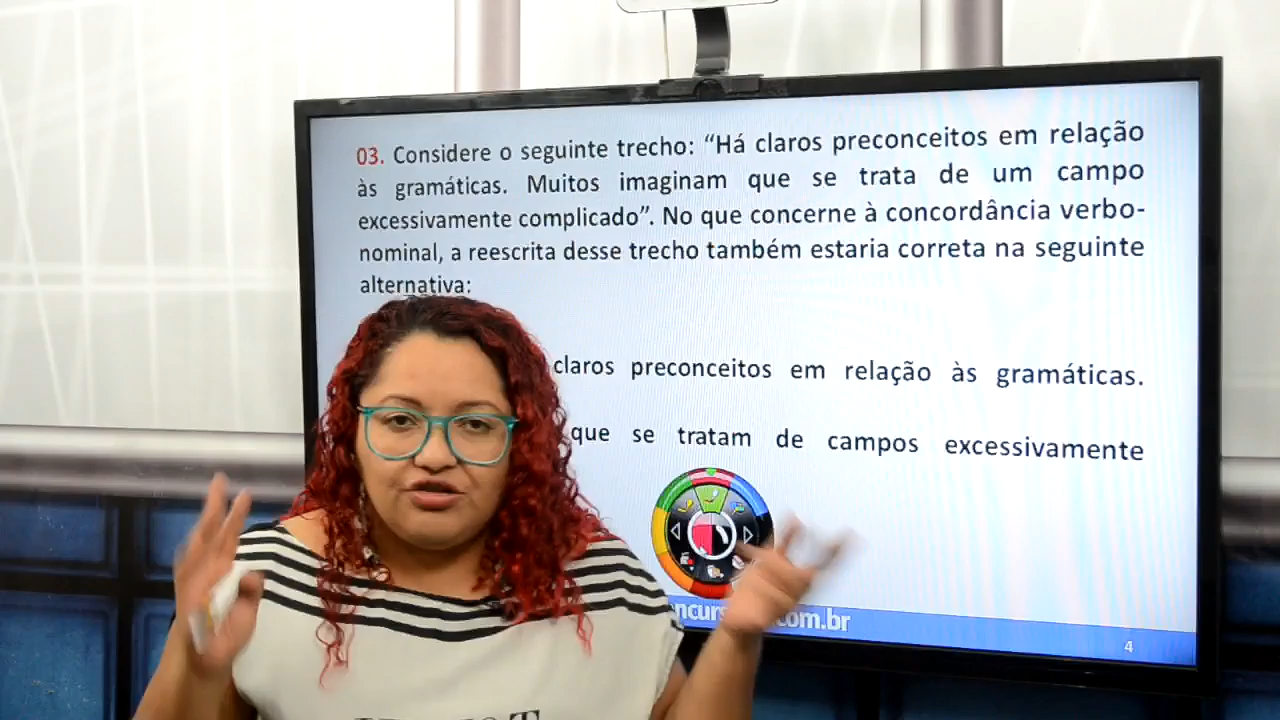 03. Considere o seguinte trecho: “Há claros preconceitos em relação
às gramáticas. Muitos imaginam que se trata de um campo
excessivamente complicado”. No que concerne à concordância verbo-
nominal, a reescrita desse trecho também estaria correta na seguinte
alternativa:
claros preconceitos em relação às gramáticas.
que se tratam de campos excessivamente
.com.br
4